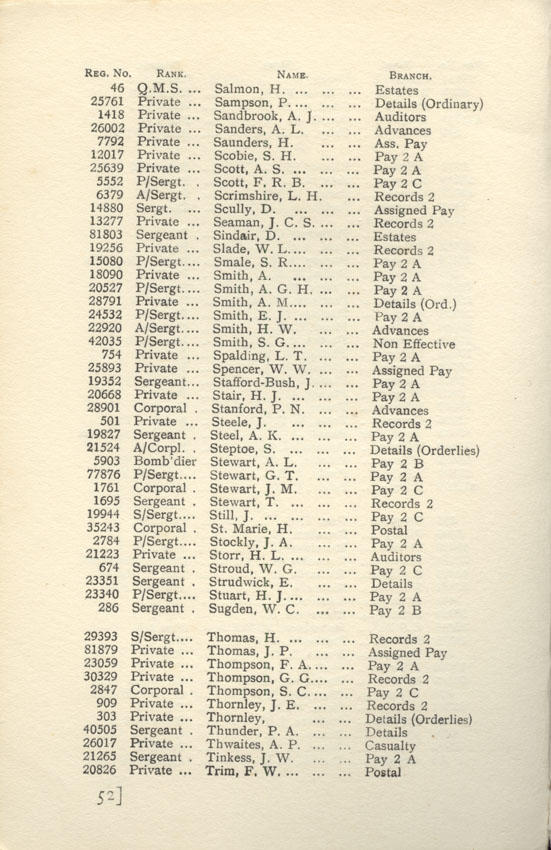 REG. NO. RANK. NAME. BRANCH.
46 Q.M.S. ... Salmon, H. ... ... ... Estates
25761 Private ... Sampson, P. ... ... ... Details (Ordinary)
1418 Private ... Sandbrook, A. J. ... ... Auditors
26002 Private ... Sanders, A. L. ... ... Advances
7792 Private ... Saunders, H. ... ... Ass. Pay
12017 Private ... Scobie, S. H. ... ... Pay 2 A
25639 Private ... Scott, A. S. ... ... ... Pay 2 A
5552 P/Sergt. . Scott, F. R. B. ... ... Pay 2 C
6379 A/Sergt. . Scrimshire, L. H. ... Records 2
14880 Sergt. ... Scully, D. ... ... ... Assigned Pay
13277 Private ... Seaman, J. C. S. ... ... Records 2
81803 Sergeant . Sindair, D. ... ... ... Estates
19256 Private ... Slade, W. L. ... ... ... Records 2
15080 P/Sergt.... Smale, S. R.... ... ... Pay 2 A
18090 Private ... Smith, A. ... ... ... Pay 2 A
20527 P/Sergt.... Smith, A. G. H. ... ... Pay 2 A
28791 Private ... Smith, A. M.... ... ... Details (Ord.)
24532 P/Sergt.... Smith, E. J. ... ... ... Pay 2 A
22920 A/Sergt.... Smith, H. W. ... ... Advances
42035 P/Sergt.... Smith, S. G. ... ... ... Non Effective
754 Private ... Spalding, L. T. ... ... Pay 2 A
25893 Private ... Spencer, W. W. ... ... Assigned Pay
19352 Sergeant... Stafford-Bush, J. ... ... Pay 2 A
20668 Private ... Stair, H. J. ... ... ... Pay 2 A
28901 Corporal . Stanford, P. N. ... ... Advances
501 Private ... Steele, J. ... ... ... Records 2
19827 Sergeant . Steel, A. K. ... ... ... Pay 2 A
21524 A/Corpl. . Steptoe, S. ... ... ... Details (Orderlies)
5903 Bomb'dier Stewart, A. L. ... ... Pay 2 B
77876 P/Sergt.... Stewart, G. T. ... ... Pay 2 A
1761 Corporal . Stewart, J. M. ... ... Pay 2 C
1695 Sergeant . Stewart, T. ... ... ... Records 2
19944 S/Sergt.... Still, J. ... ... ... ... Pay 2 C
35243 Corporal . St. Marie, H. ... ... Postal
2784 P/Sergt.... Stockly, J. A. ... ... Pay 2 A
21223 Private ... Storr, H. L. ... ... ... Auditors
674 Sergeant . Stroud, W. G. ... ... Pay 2 C
23351 Sergeant . Strudwick, E. ... ... Details
23340 P/Sergt.... Stuart, H. J. ... ... ... Pay 2 A
286 Sergeant . Sugden, W. C. ... ... Pay 2 B
29393 S/Sergt.... Thomas, H. ... ... ... Records 2
81879 Private ... Thomas, J. P. ... ... Assigned Pay
23059 Private ... Thompson, F. A. ... ... Pay 2 A
30329 Private ... Thompson, G. G.... ... Records 2
2847 Corporal . Thompson, S. C. ... ... Pay 2 C
909 Private ... Thornley, J. E. ... ... Records 2
303 Private ... Thornley, ... ... Details (Orderlies)
40505 Sergeant . Thunder, P. A. ... ... Details
26017 Private ... Thwaites, A. P. ... ... Casualty
21265 Sergeant . Tinkess, J. W. ... ... Pay 2 A
20826 Private ... Trim, F. W. ... ... ... Postal
52]